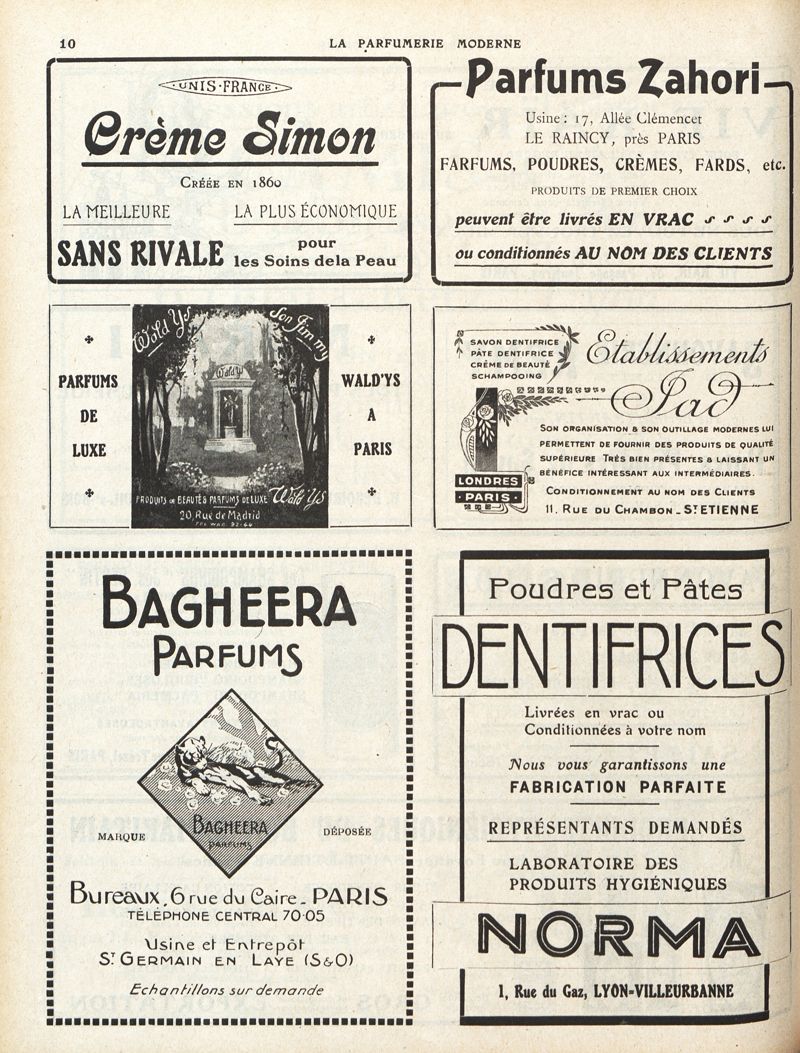 10
LA PARFUMERIE MODERNE
·UNIS·FRANCE·
Crème Simon
CRÉÉE EN 1860
LA MEILLEURE LA PLUS ÉCONOMIQUE
SANS RIVALE pour les Soins dela Peau
Parfums Zahori
Usine : 17, Allée Clémencet
LE RAINCY, près PARIS
FARFUMS, POUDRES, CRÈMES, FARDS, etc.
PRODUITS DE PREMIER CHOIX
peuvent être livrés EN VRAC
ou conditionnés AU NOM DES CLIENTS
PARFUMS
DE
LUXE
Wald Ys
son Jimmy
Wald Ys
PRODUITS DE BEAUTÉ & PARFUMS DE LUXE Wald Ys
20, Rue de Madrid
WALD'YS
A
PARIS
SAVON DENTIFRICE
PÂTE DENTIFRICE
CRÉME DE BEAUTÉ
SCHAMPOOING
Etablissements
Jad
SON ORGANISATION & SON OUTILLAGE MODERNES LUI
PERMETTENT DE FOURNIR DES PRODUITS DE QUALITÉ
SUPÉRIEURE TRÈS BIEN PRÉSENTES & LAISSANT UN
BÉNÉFICE INTÉRESSANT AUX INTERMÉDIAIRES.
CONDITIONNEMENT AU NOM DES CLIENTS
11, RUE DU CHAMBON - ST ETIENNE
LONDRES
PARIS
BAGHEERA
PARFUMS
BAGHEERA
PARFUMS
MARQUE DÉPOSÉE
Bureaux, 6 rue du Caire - PARIS
TÉLÉPHONE CENTRAL 70-05
Usine et Entrepôt
ST GERMAIN EN LAYE (S&O)
Echantillons sur demande
Poudres et Pâtes
DENTIFRICES
Livrées en vrac ou
Conditionnées à votre nom
Nous vous garantissons une
FABRICATION PARFAITE
REPRÉSENTANTS DEMANDÉS
LABORATOIRE DES
PRODUITS HYGIÉNIQUES
NORMA
1, Rue du Gaz, LYON-VILLEURBANNE